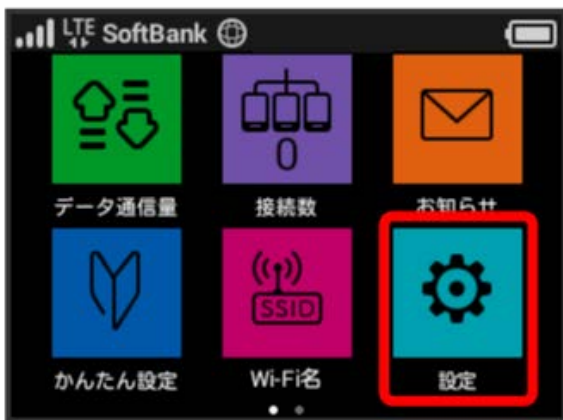 LTE SoftBank
データ通信量 接続数 お知らせ
0
かんたん設定 Wi-Fi名 設定
SSID